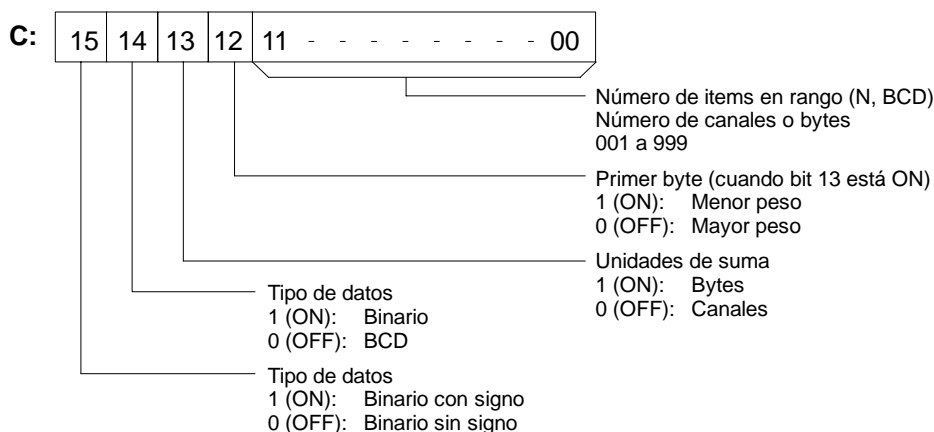 C: 15 14 13 12 11 - - - - - - - - 00
Número de items en rango (N, BCD)
Número de canales o bytes
001 a 999
Primer byte (cuando bit 13 está ON)
1 (ON): Menor peso
0 (OFF): Mayor peso
Unidades de suma
1 (ON): Bytes
0 (OFF): Canales
Tipo de datos
1 (ON): Binario
0 (OFF): BCD
Tipo de datos
1 (ON): Binario con signo
0 (OFF): Binario sin signo